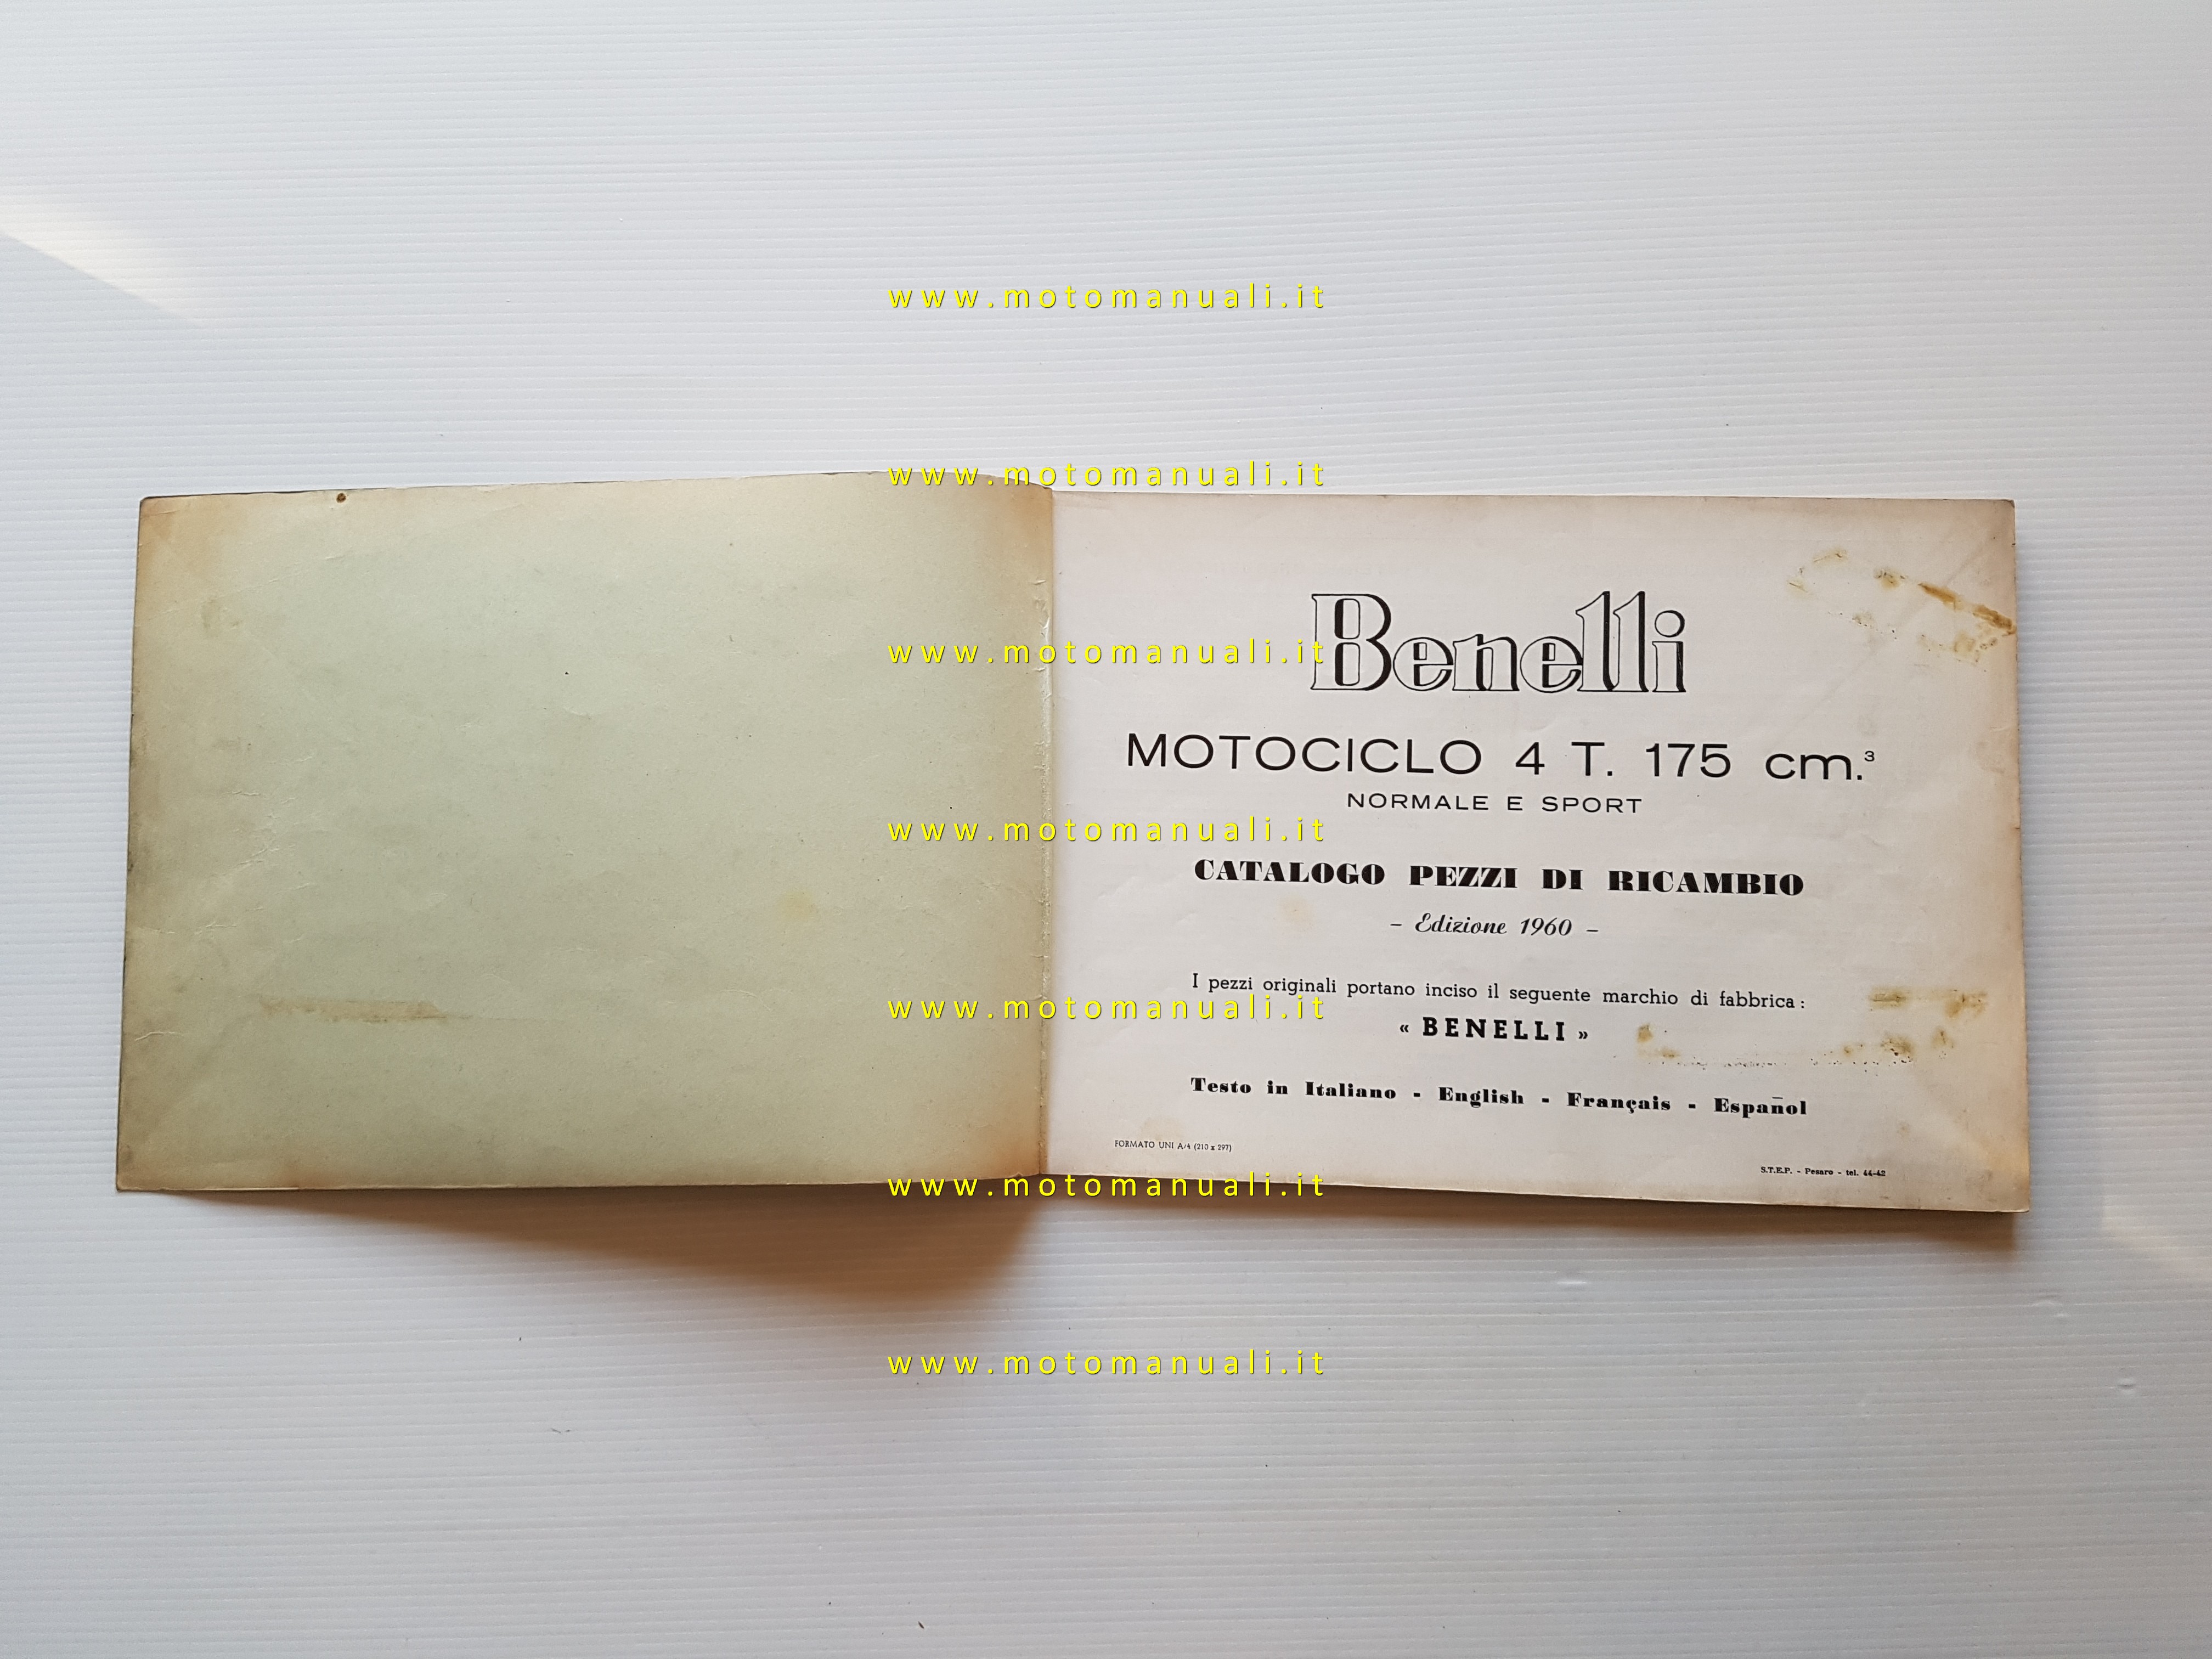 www.motomanuali.it
www.motomanuali.it
www.motomanuali.it
Benelli
MOTOCICLO 4 T. 175 cm.³
NORMALE E SPORT
www.motomanuali.it
CATALOGO PEZZI DI RICAMBIO
– Edizione 1960 –
I pezzi originali portano inciso il seguente marchio di fabbrica :
www.motomanuali.it
« BENELLI »
Testo in Italiano - English - Français - Español
FORMATO UNI A/4 (210 x 297)
S.T.E.P. - Pesaro - tel. 44-42
www.motomanuali.it
www.motomanuali.it